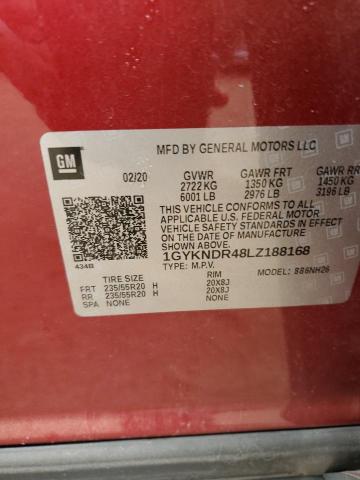 GM
MFD BY GENERAL MOTORS LLC
02/20 GVWR GAWR FRT GAWR RR
2722 KG 1350 KG 1450 KG
6001 LB 2976 LB 3196 LB
THIS VEHICLE CONFORMS TO ALL
APPLICABLE U.S. FEDERAL MOTOR
VEHICLE SAFETY STANDARDS IN
EFFECT ON THE DATE OF
MANUFACTURE SHOWN ABOVE.
1GYKNDR48LZ188168
434B TYPE: M.P.V. MODEL: 886NH26
TIRE SIZE RIM
FRT 235/55R20 H 20X8J
RR 235/55R20 H 20X8J
SPA NONE NONE